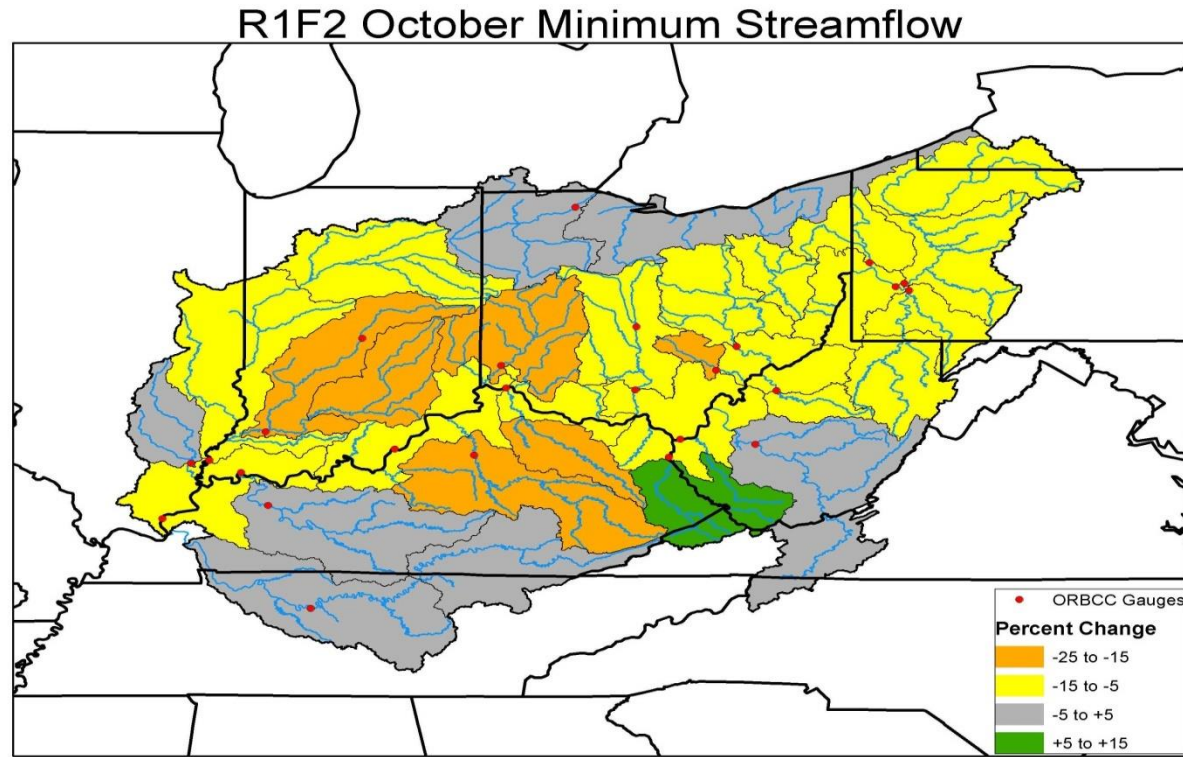 R1F2 October Minimum Streamflow
ORBCC Gauges
Percent Change
-25 to -15
-15 to -5
-5 to +5
+5 to +15